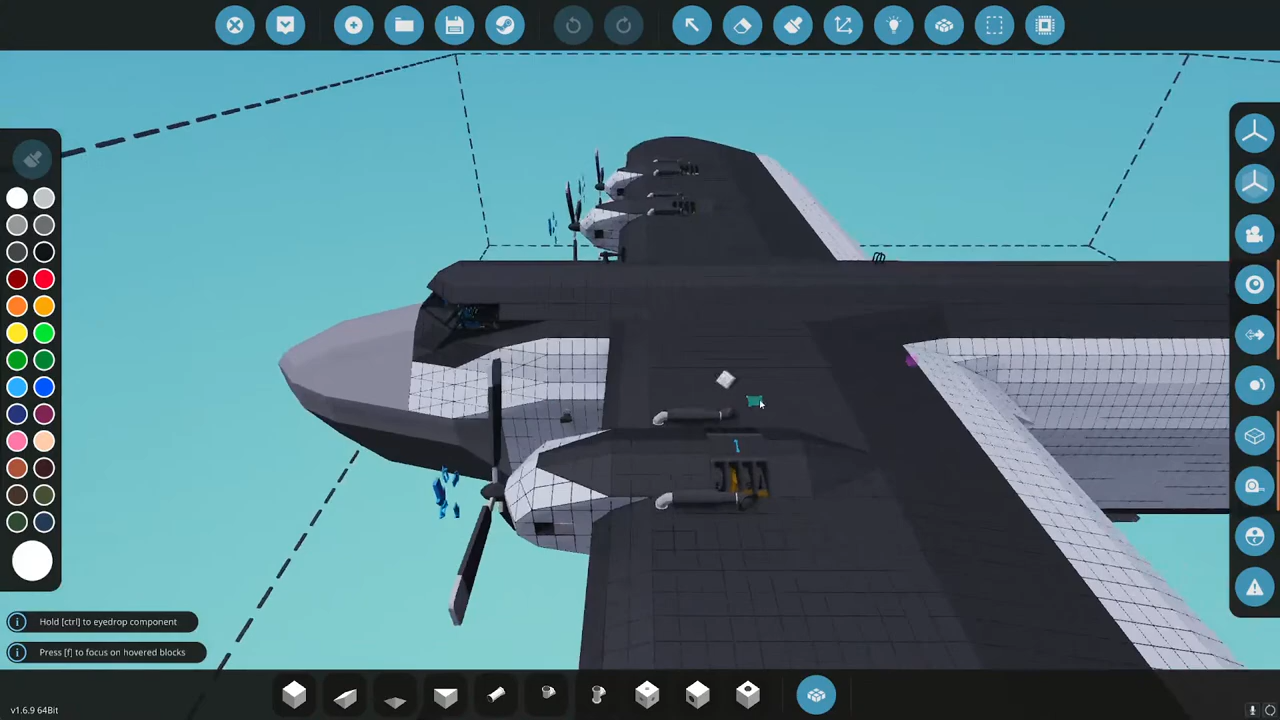 Hold [ctrl] to eyedrop component
Press [f] to focus on hovered blocks
v1.6.9 64Bit